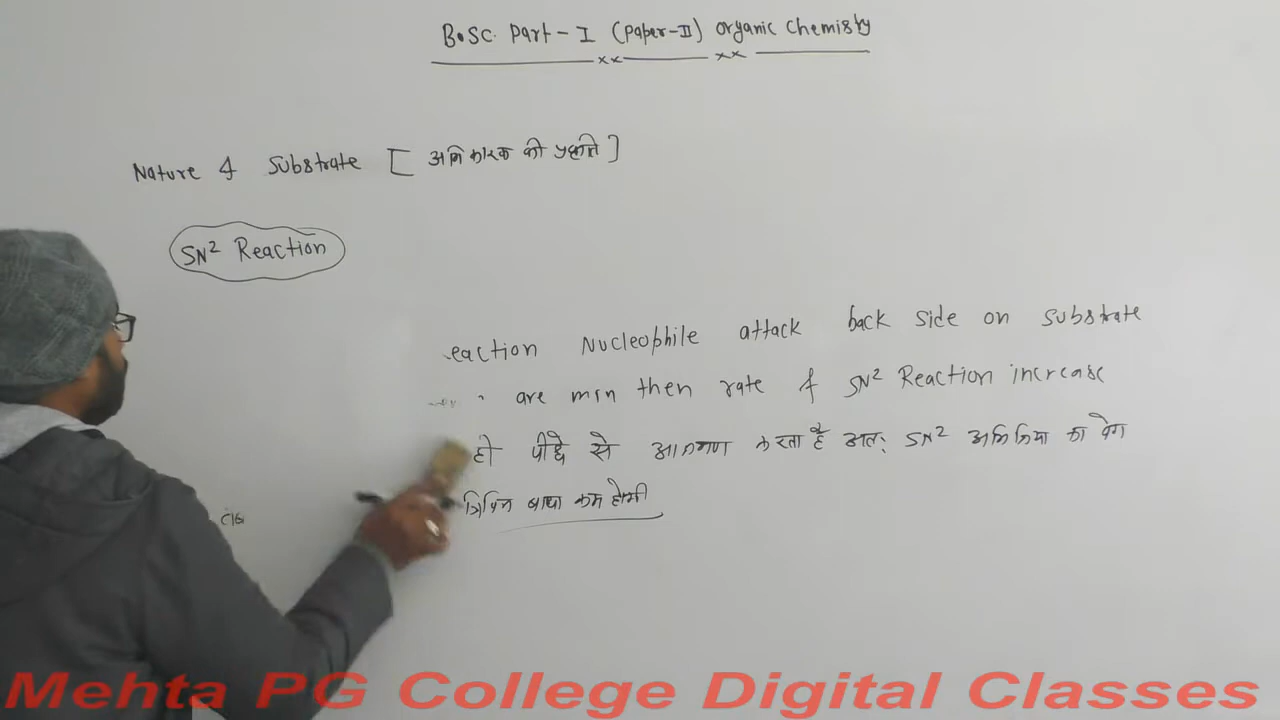 B.SC. Part - I (Paper-II) Organic Chemistry
Nature of Substrate [ अभिकारक की प्रकृति ]
SN² Reaction
eaction Nucleophile attack back side on substrate
are min then rate of SN² Reaction increase
हो पीछे से आक्रमण करता है अतः SN² अभिक्रिया का वेग
त्रिविम बाधा कम होगी
Mehta PG College Digital Classes